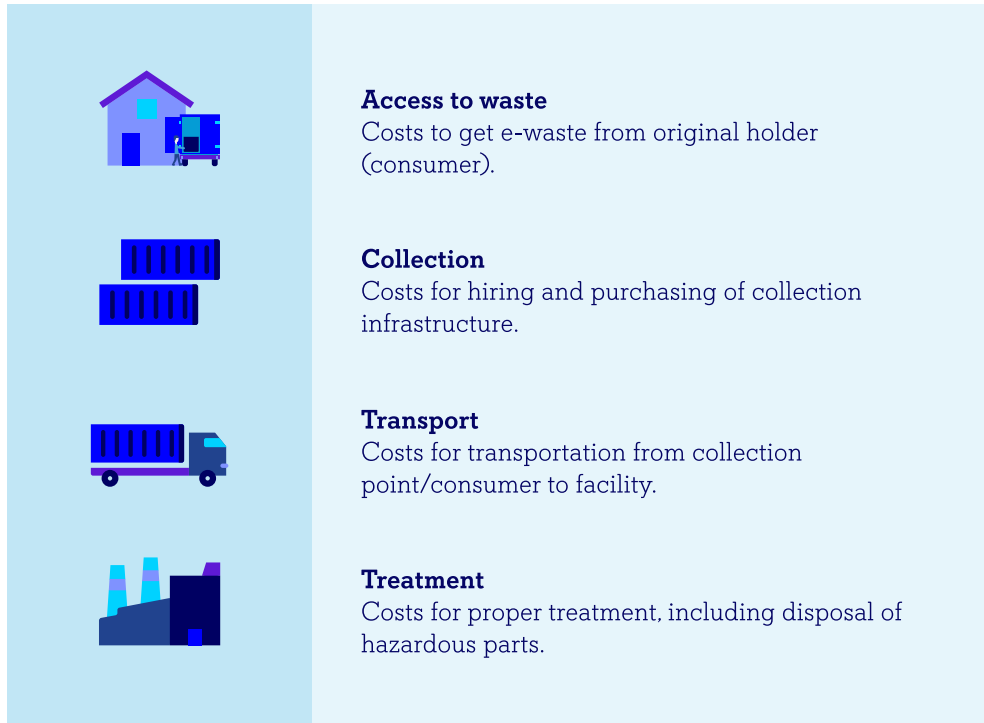 Access to waste
Costs to get e-waste from original holder
(consumer).
Collection
Costs for hiring and purchasing of collection
infrastructure.
Transport
Costs for transportation from collection
point/consumer to facility.
Treatment
Costs for proper treatment, including disposal of
hazardous parts.